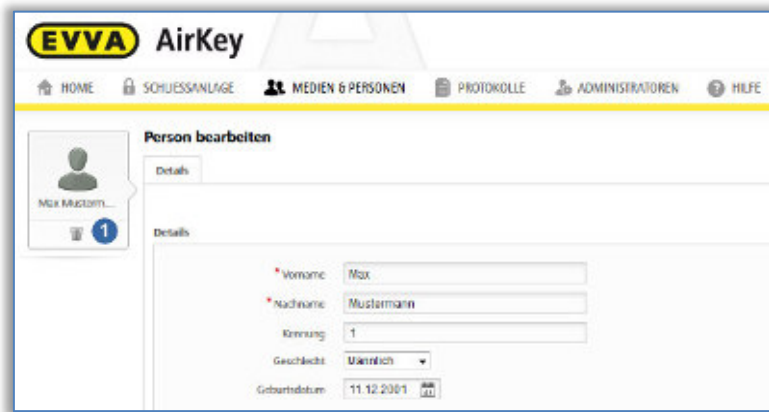 EVVA AirKey
HOME SCHLIESSANLAGE MEDIEN & PERSONEN PROTOKOLLE ADMINISTRATOREN HILFE
Person bearbeiten
Details
Max Musterm...
1
Details
* Vorname Max
* Nachname Mustermann
Kennung 1
Geschlecht Männlich
Geburtsdatum 11.12.2001